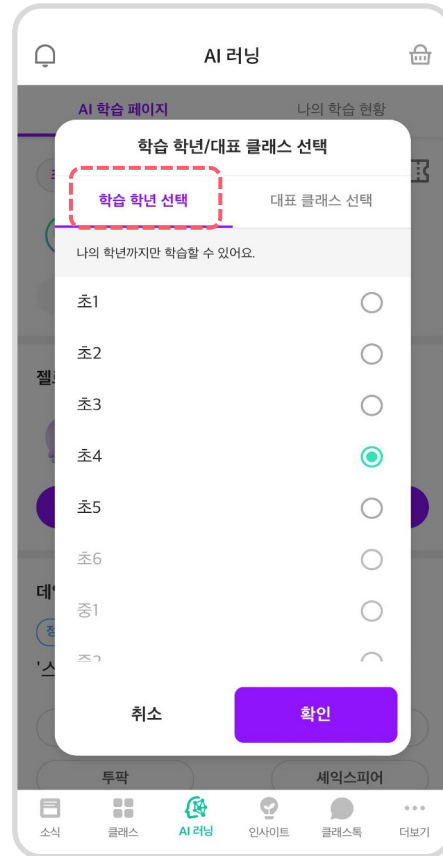 AI 러닝
AI 학습 페이지 나의 학습 현황
학습 학년/대표 클래스 선택
학습 학년 선택 대표 클래스 선택
나의 학년까지만 학습할 수 있어요.
초1
초2
초3
초4
초5
초6
중1
중2
취소 확인
투팍 셰익스피어
소식 클래스 AI 러닝 인사이트 클래스톡 더보기